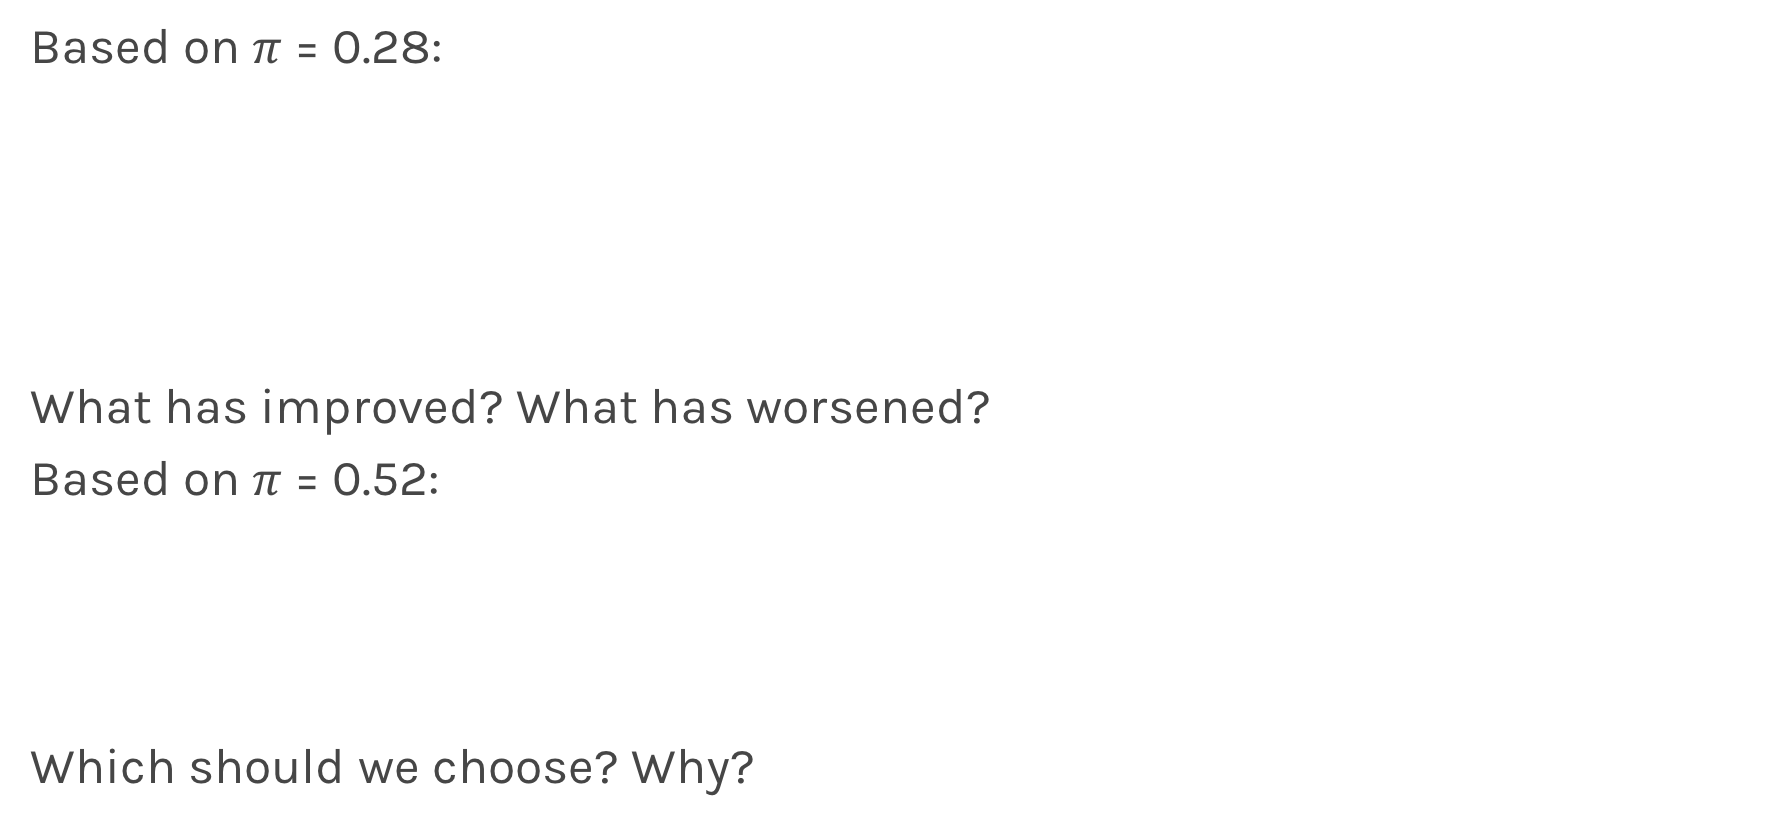 Based on π = 0.28:
What has improved? What has worsened?
Based on π = 0.52:
Which should we choose? Why?